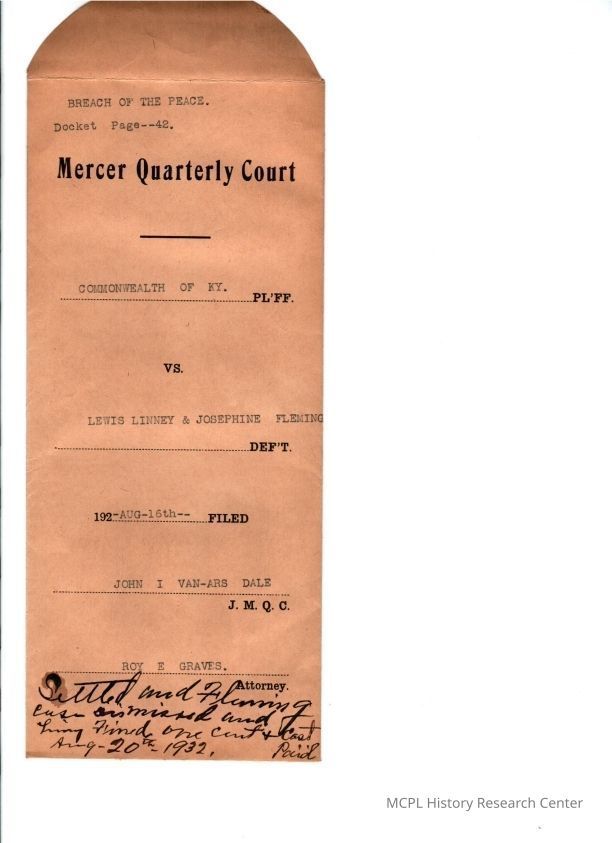 BREACH OF THE PEACE.
Docket Page--42.
Mercer Quarterly Court
COMMONWEALTH OF KY.
PL'FF.
VS.
LEWIS LINNEY & JOSEPHINE FLEMING
DEF'T.
192-AUG-16th-- FILED
JOHN I VAN-ARS DALE
J. M. Q. C.
ROY E GRAVES.
Attorney.
Settled and Fleming
case dismissed and
Fined one cent & Cost
Aug-20th-1932. Paid
MCPL History Research Center